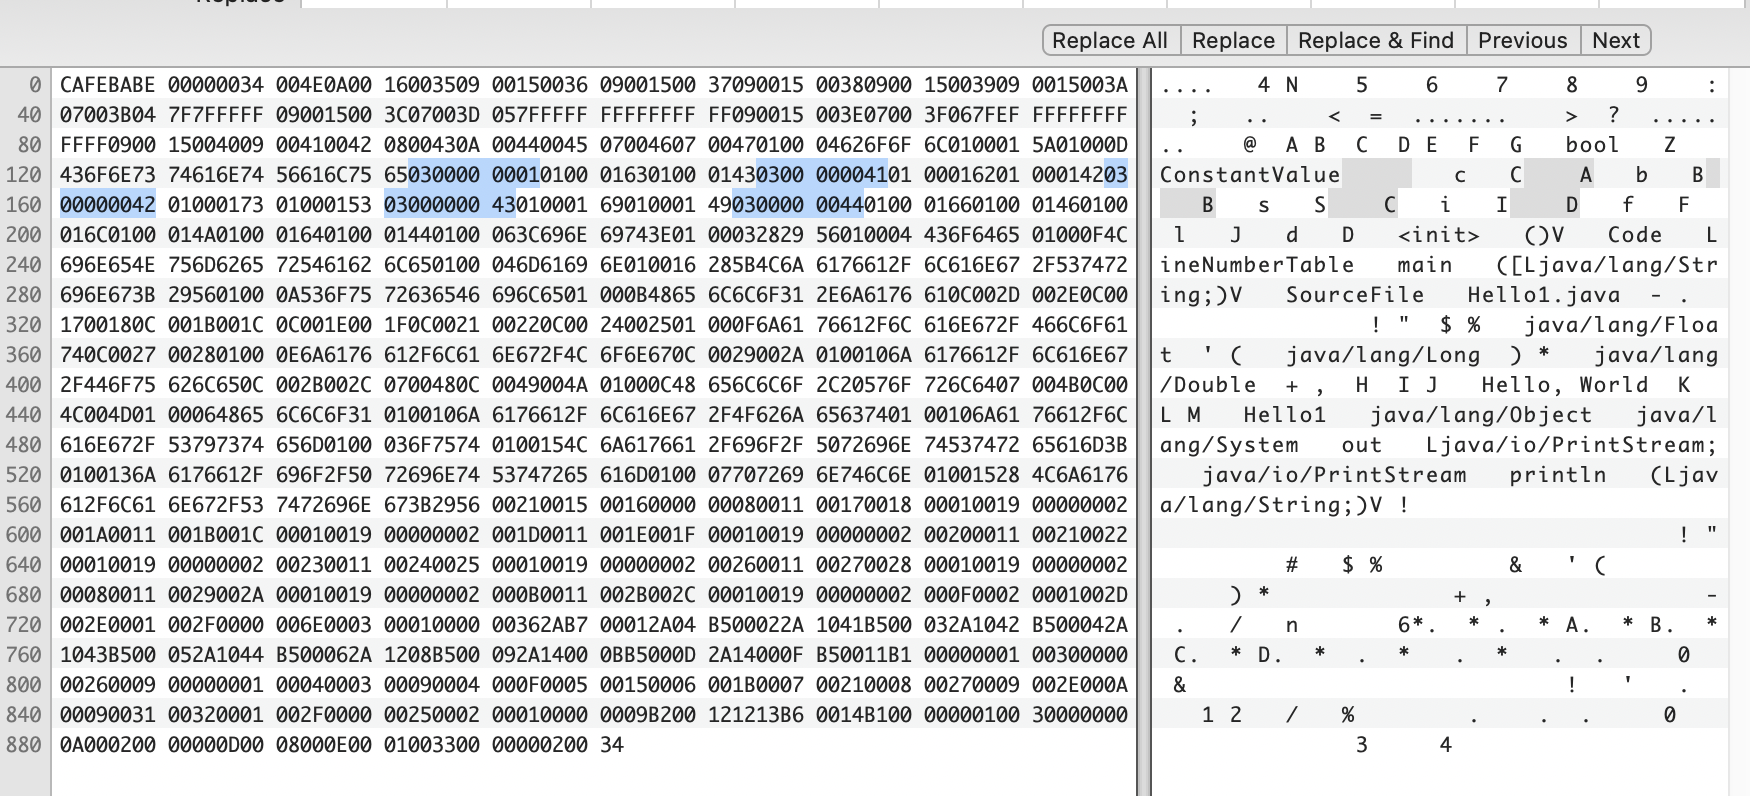 Replace
Replace All Replace Replace & Find Previous Next
0 CAFEBABE 00000034 004E0A00 16003509 00150036 09001500 37090015 00380900 15003909 0015003A .... 4 N 5 6 7 8 9 :
40 07003B04 7F7FFFFF 09001500 3C07003D 057FFFFF FFFFFFFF FF090015 003E0700 3F067FEF FFFFFFFF ; .. < = ....... > ? .....
80 FFFF0900 15004009 00410042 0800430A 00440045 07004607 00470100 04626F6F 6C010001 5A01000D .. @ A B C D E F G bool Z
120 436F6E73 74616E74 56616C75 65030000 00010100 01630100 01430300 00004101 00016201 00014203 ConstantValue c C A b B
160 00000042 01000173 01000153 03000000 43010001 69010001 49030000 00440100 01660100 01460100 B s S C i I D f F
200 016C0100 014A0100 01640100 01440100 063C696E 69743E01 00032829 56010004 436F6465 01000F4C l J d D <init> ()V Code L
240 696E654E 756D6265 72546162 6C650100 046D6169 6E010016 285B4C6A 6176612F 6C616E67 2F537472 ineNumberTable main ([Ljava/lang/Str
280 696E673B 29560100 0A536F75 72636546 696C6501 000B4865 6C6C6F31 2E6A6176 610C002D 002E0C00 ing;)V SourceFile Hello1.java - .
320 1700180C 001B001C 0C001E00 1F0C0021 00220C00 24002501 000F6A61 76612F6C 616E672F 466C6F61 ! " $ % java/lang/Floa
360 740C0027 00280100 0E6A6176 612F6C61 6E672F4C 6F6E670C 0029002A 0100106A 6176612F 6C616E67 t ' ( java/lang/Long ) * java/lang
400 2F446F75 626C650C 002B002C 0700480C 0049004A 01000C48 656C6C6F 2C20576F 726C6407 004B0C00 /Double + , H I J Hello, World K
440 4C004D01 00064865 6C6C6F31 0100106A 6176612F 6C616E67 2F4F626A 65637401 00106A61 76612F6C L M Hello1 java/lang/Object java/l
480 616E672F 53797374 656D0100 036F7574 0100154C 6A617661 2F696F2F 5072696E 74537472 65616D3B ang/System out Ljava/io/PrintStream;
520 0100136A 6176612F 696F2F50 72696E74 53747265 616D0100 07707269 6E746C6E 01001528 4C6A6176 java/io/PrintStream println (Ljav
560 612F6C61 6E672F53 7472696E 673B2956 00210015 00160000 00080011 00170018 00010019 00000002 a/lang/String;)V !
600 001A0011 001B001C 00010019 00000002 001D0011 001E001F 00010019 00000002 00200011 00210022 ! "
640 00010019 00000002 00230011 00240025 00010019 00000002 00260011 00270028 00010019 00000002 # $ % & ' (
680 00080011 0029002A 00010019 00000002 000B0011 002B002C 00010019 00000002 000F0002 0001002D ) * + , -
720 002E0001 002F0000 006E0003 00010000 00362AB7 00012A04 B500022A 1041B500 032A1042 B500042A . / n 6*. * . * A. * B. *
760 1043B500 052A1044 B500062A 1208B500 092A1400 0BB5000D 2A14000F B50011B1 00000001 00300000 C. * D. * . * . * . . 0
800 00260009 00000001 00040003 00090004 000F0005 00150006 001B0007 00210008 00270009 002E000A & ! ' .
840 00090031 00320001 002F0000 00250002 00010000 0009B200 121213B6 0014B100 00000100 30000000 1 2 / % . . . 0
880 0A000200 00000D00 08000E00 01003300 00000200 34 3 4